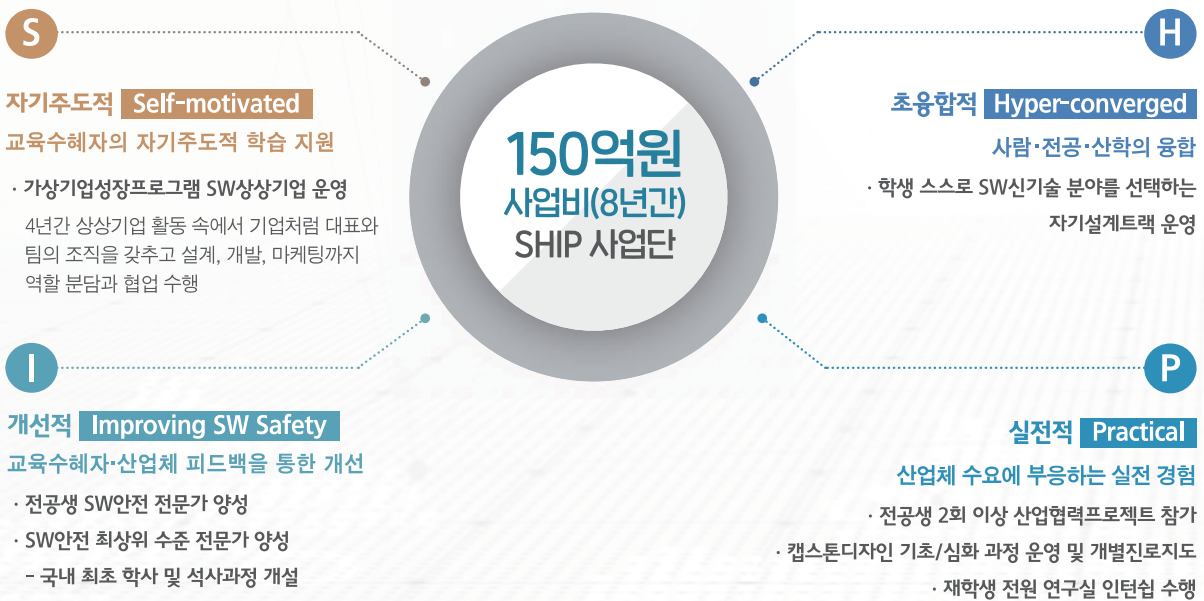 S
자기주도적 Self-motivated
교육수혜자의 자기주도적 학습 지원
· 가상기업성장프로그램 SW상상기업 운영
4년간 상상기업 활동 속에서 기업처럼 대표와
팀의 조직을 갖추고 설계, 개발, 마케팅까지
역할 분담과 협업 수행
150억원
사업비(8년간)
SHIP 사업단
H
초융합적 Hyper-converged
사람·전공·산학의 융합
· 학생 스스로 SW신기술 분야를 선택하는
자기설계트랙 운영
I
개선적 Improving SW Safety
교육수혜자·산업체 피드백을 통한 개선
· 전공생 SW안전 전문가 양성
· SW안전 최상위 수준 전문가 양성
- 국내 최초 학사 및 석사과정 개설
P
실전적 Practical
산업체 수요에 부응하는 실전 경험
· 전공생 2회 이상 산업협력프로젝트 참가
· 캡스톤디자인 기초/심화 과정 운영 및 개별진로지도
· 재학생 전원 연구실 인턴쉽 수행